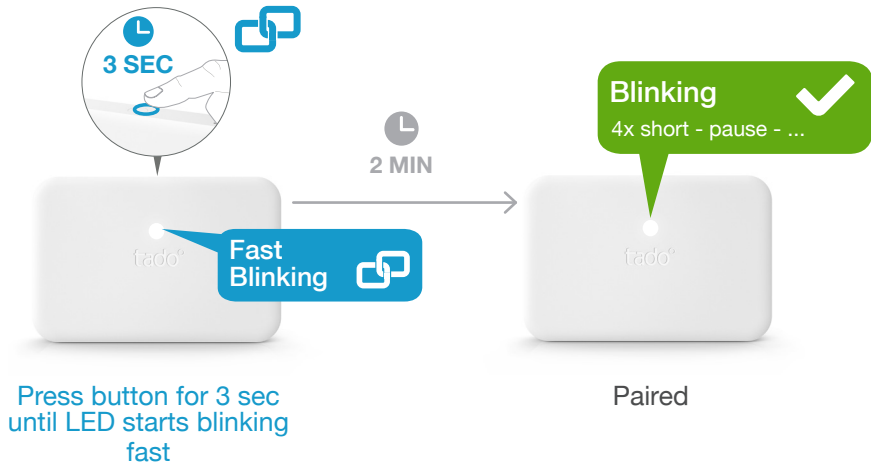 3 SEC
2 MIN
Blinking
4x short - pause - ...
tado°
Fast
Blinking
tado°
Press button for 3 sec
until LED starts blinking
fast
Paired